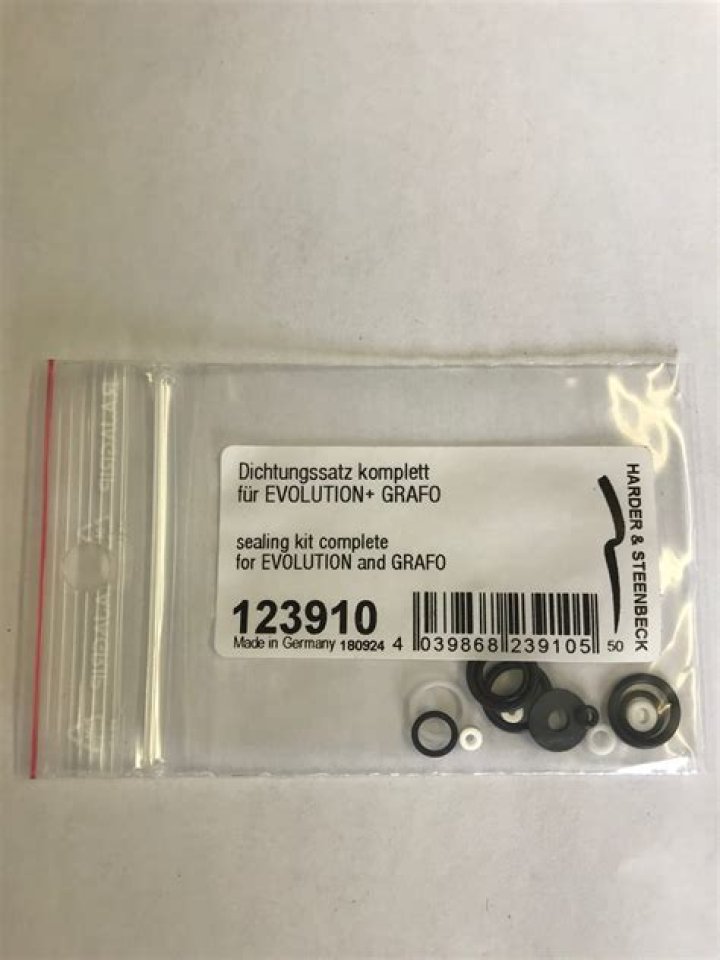 Dichtungssatz komplett
für EVOLUTION+ GRAFO
sealing kit complete
for EVOLUTION and GRAFO
123910
Made in Germany 180924
4 039868 239105 50
HARDER & STEENBECK